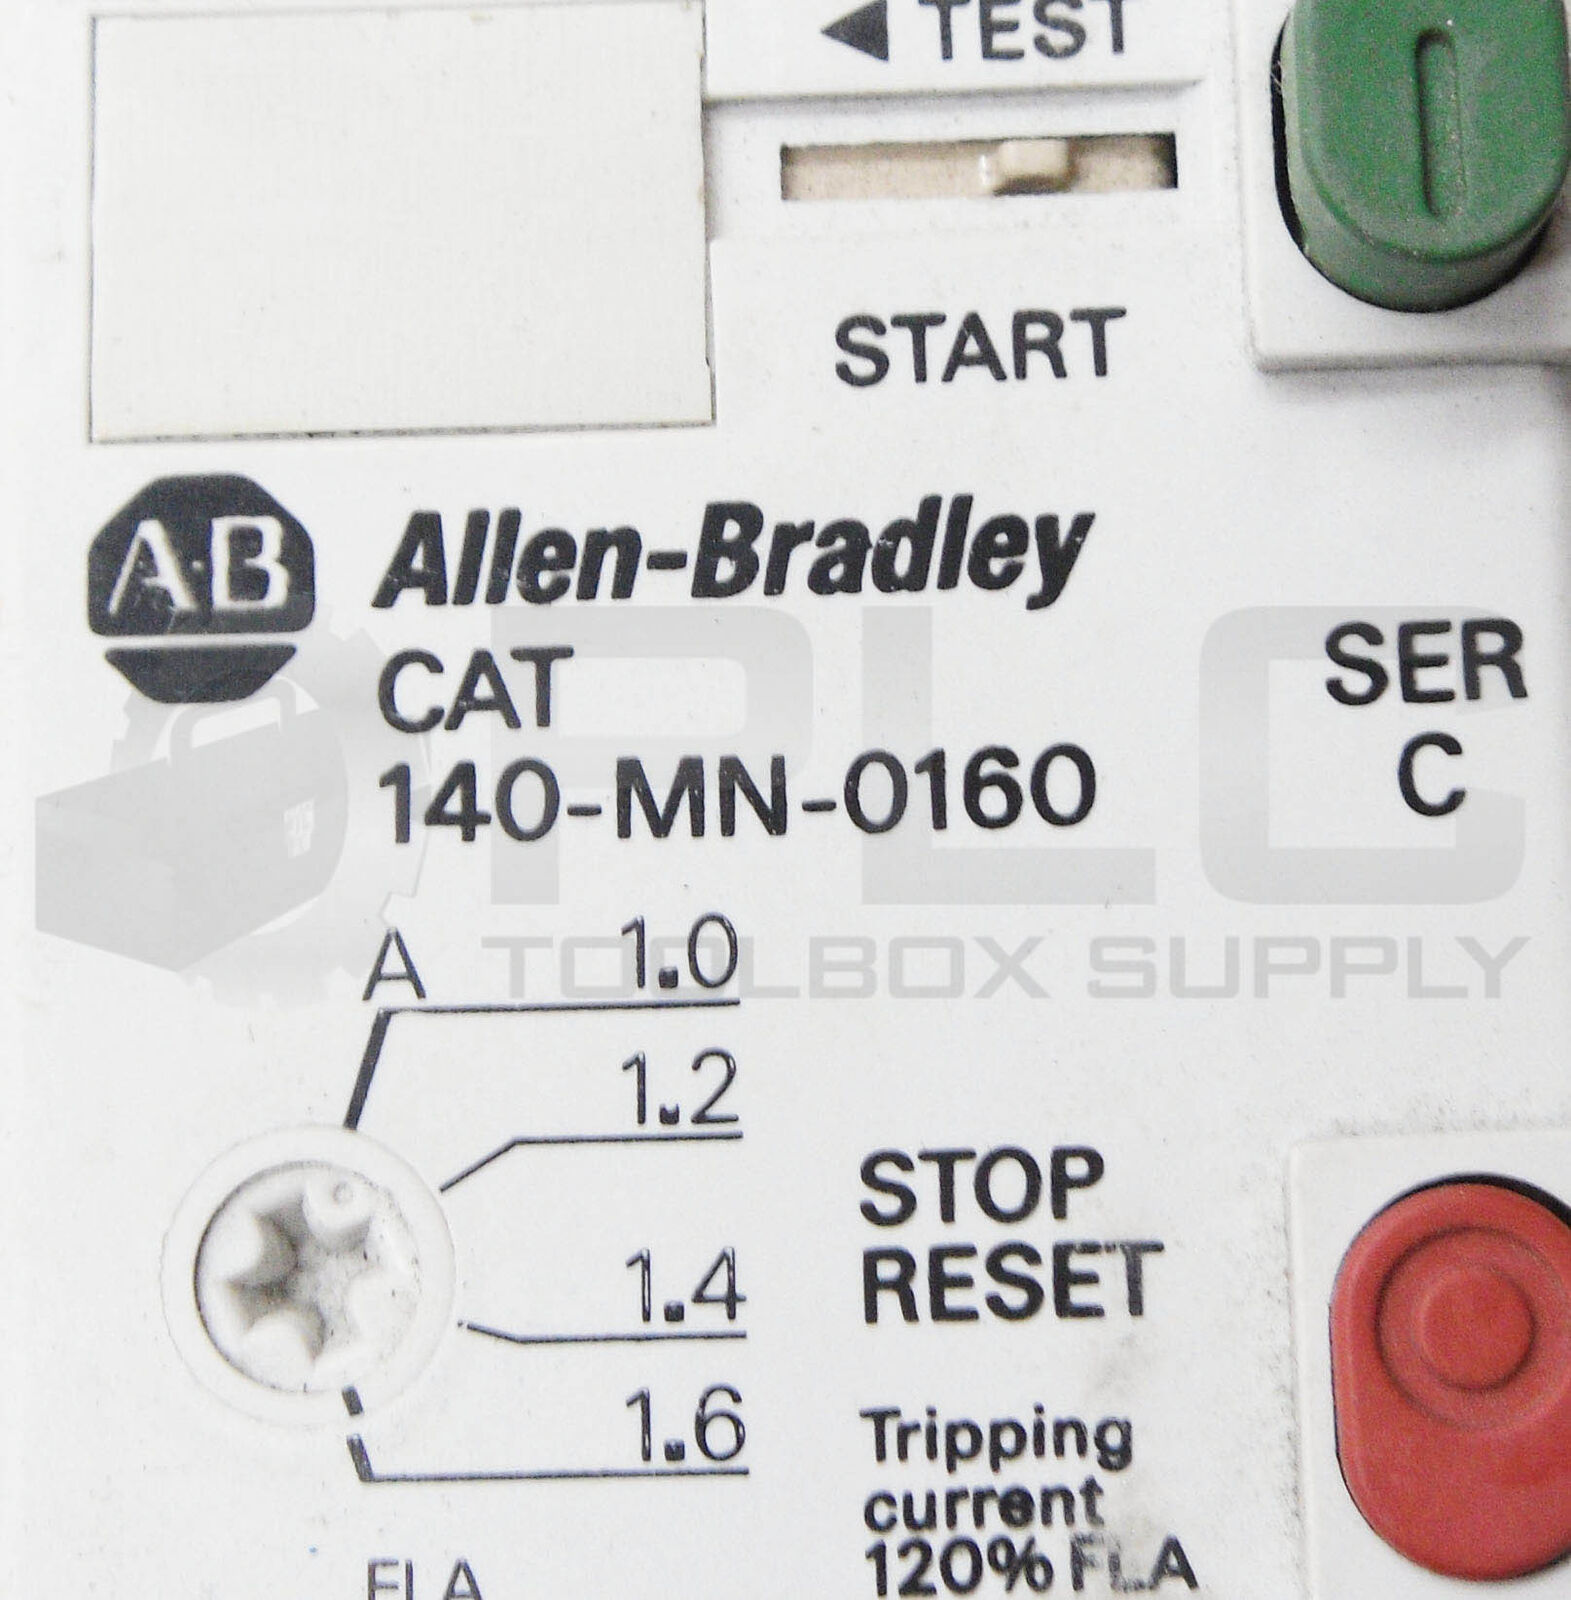 ◄ TEST
START
AB Allen-Bradley
CAT
SER
140-MN-0160
C
A 1.0
1.2
1.4
1.6
FLA
STOP
RESET
Tripping
current
120% FLA
PLC
TOOLBOX SUPPLY